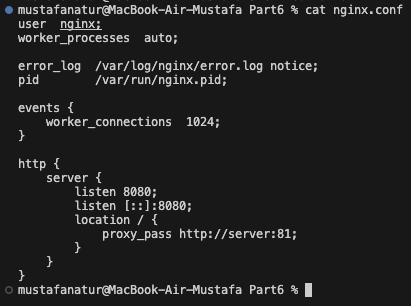 mustafanatur@MacBook-Air-Mustafa Part6 % cat nginx.conf
user  nginx;
worker_processes  auto;

error_log  /var/log/nginx/error.log notice;
pid        /var/run/nginx.pid;

events {
    worker_connections  1024;
}

http {
    server {
        listen 8080;
        listen [::]:8080;
        location / {
            proxy_pass http://server:81;
        }
    }
}
mustafanatur@MacBook-Air-Mustafa Part6 %